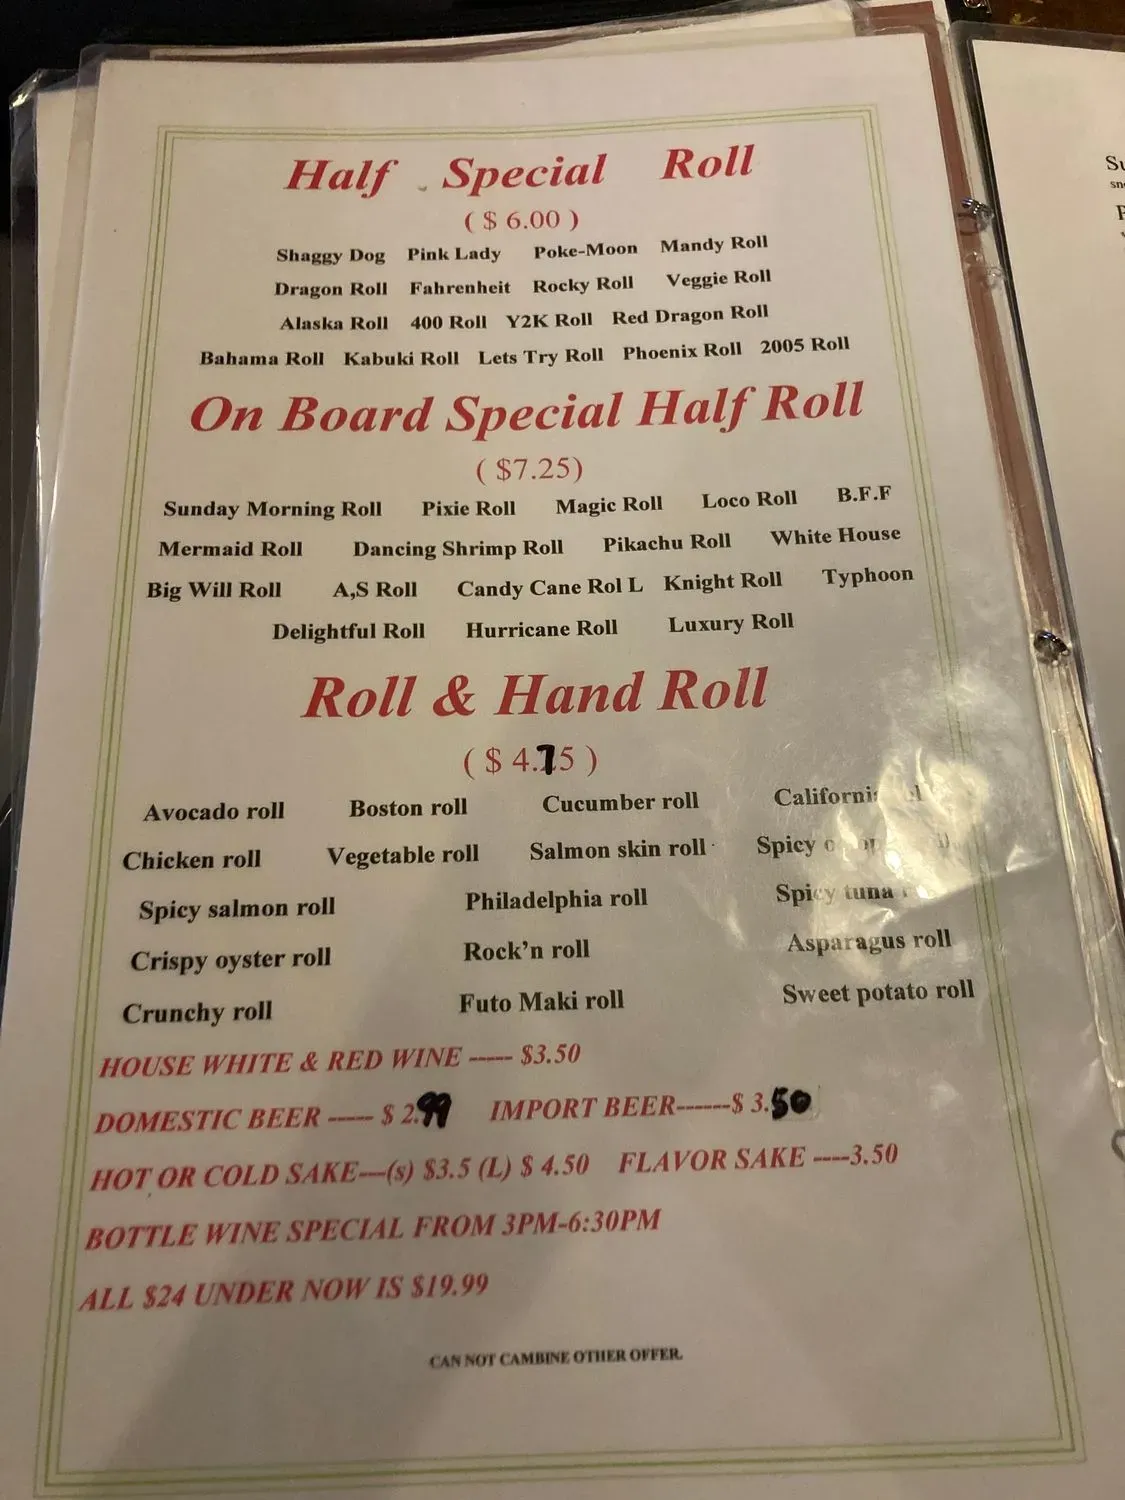 Half Special Roll
( $ 6.00 )
Shaggy Dog Pink Lady Poke-Moon Mandy Roll
Dragon Roll Fahrenheit Rocky Roll Veggie Roll
Alaska Roll 400 Roll Y2K Roll Red Dragon Roll
Bahama Roll Kabuki Roll Lets Try Roll Phoenix Roll 2005 Roll
On Board Special Half Roll
( $7.25)
Sunday Morning Roll Pixie Roll Magic Roll Loco Roll B.F.F
Mermaid Roll Dancing Shrimp Roll Pikachu Roll White House
Big Will Roll A,S Roll Candy Cane Rol L Knight Roll Typhoon
Delightful Roll Hurricane Roll Luxury Roll
Roll & Hand Roll
( $ 4.75 )
Avocado roll Boston roll Cucumber roll
Chicken roll Vegetable roll Salmon skin roll Spicy
Spicy salmon roll Philadelphia roll Spicy tuna
Crispy oyster roll Rock'n roll Asparagus roll
Crunchy roll Futo Maki roll Sweet potato roll
HOUSE WHITE & RED WINE ----- $3.50
DOMESTIC BEER ----- $ 2.99 IMPORT BEER------$ 3.50
HOT OR COLD SAKE---(s) $3.5 (L) $ 4.50 FLAVOR SAKE ----3.50
BOTTLE WINE SPECIAL FROM 3PM-6:30PM
ALL $24 UNDER NOW IS $19.99
CAN NOT CAMBINE OTHER OFFER.